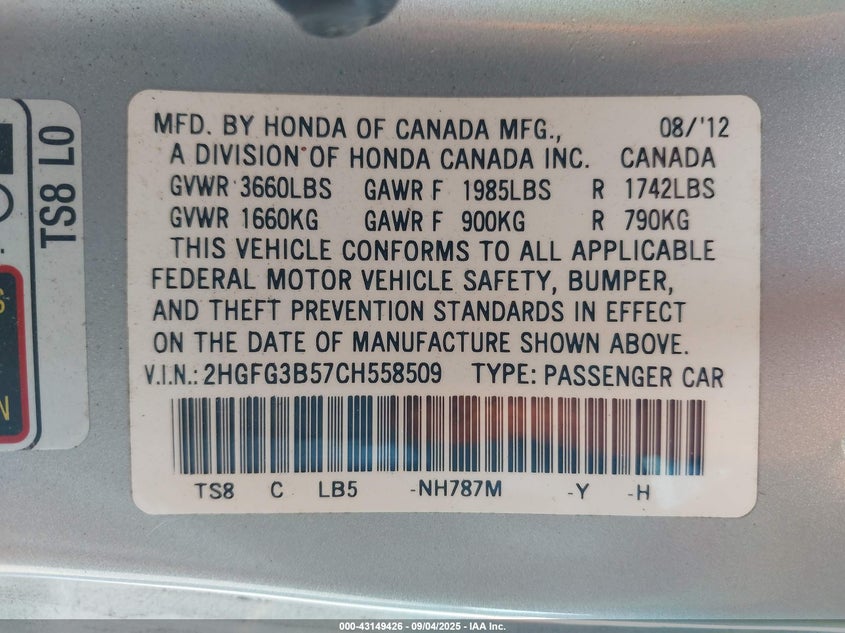 MFD. BY HONDA OF CANADA MFG., 08/'12
A DIVISION OF HONDA CANADA INC. CANADA
GVWR 3660LBS GAWR F 1985LBS R 1742LBS
GVWR 1660KG GAWR F 900KG R 790KG
THIS VEHICLE CONFORMS TO ALL APPLICABLE
FEDERAL MOTOR VEHICLE SAFETY, BUMPER,
AND THEFT PREVENTION STANDARDS IN EFFECT
ON THE DATE OF MANUFACTURE SHOWN ABOVE.
V.I.N.: 2HGFG3B57CH558509 TYPE: PASSENGER CAR
TS8 C LB5 -NH787M -Y -H
TS8 L0
000-43149426 - 09/04/2025 - IAA Inc.